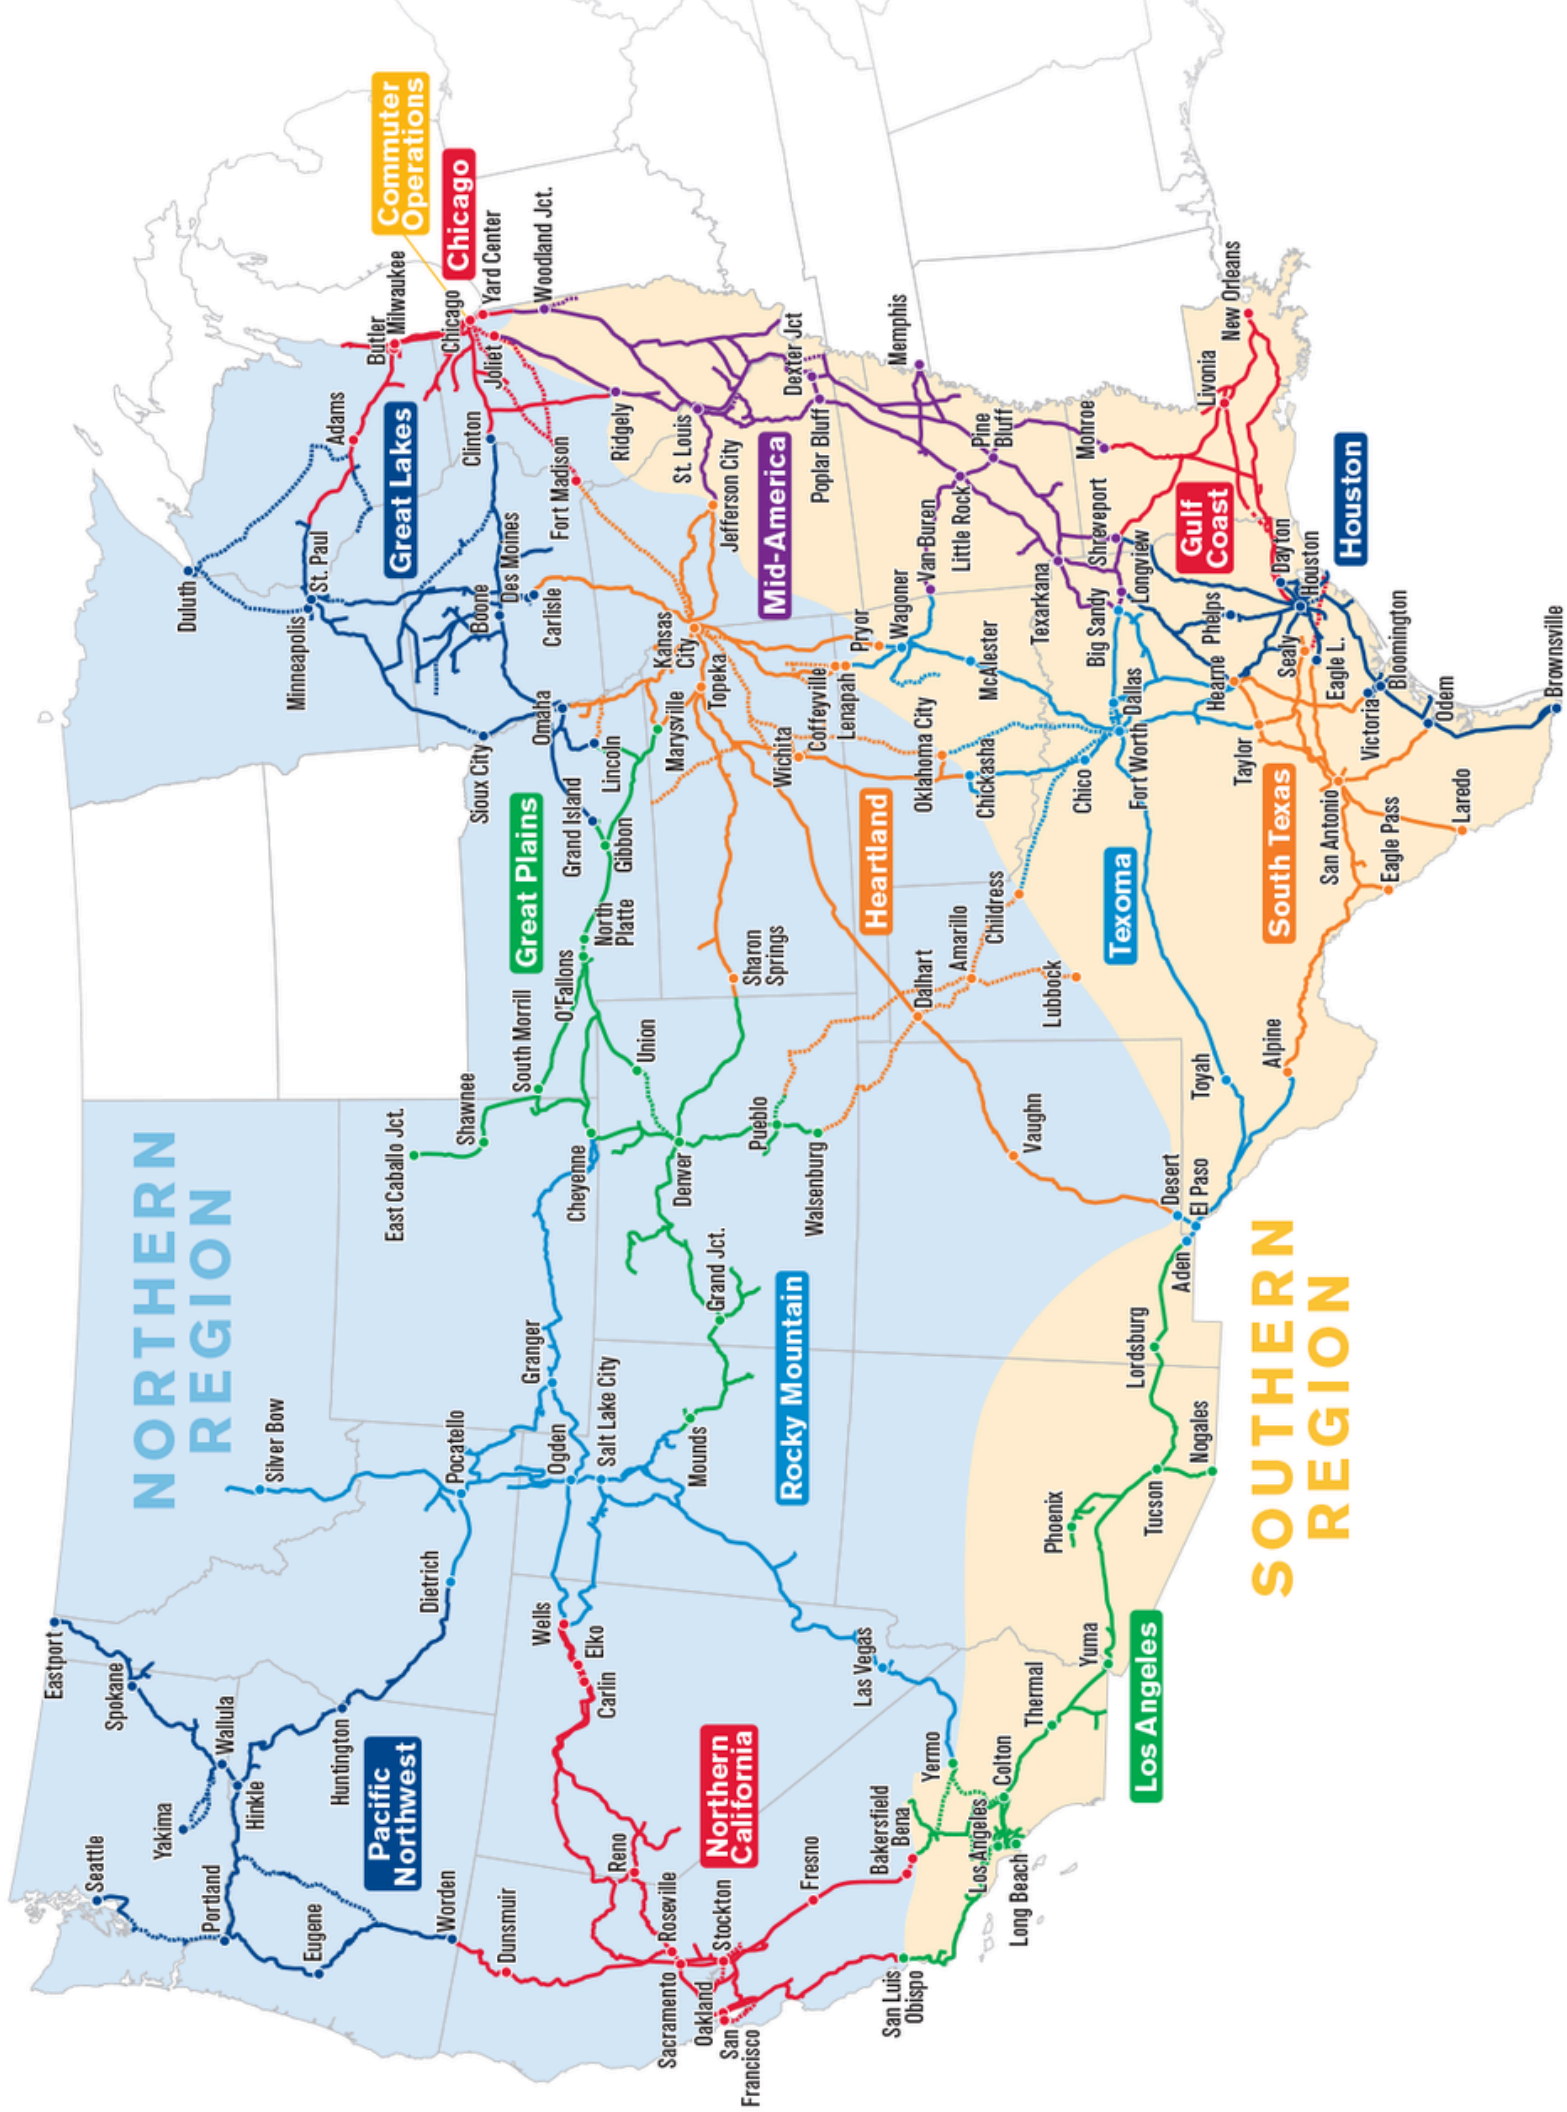 NORTHERN
REGION
SOUTHERN
REGION
Pacific
Northwest
Northern
California
Los Angeles
Rocky Mountain
Great Plains
Heartland
Texoma
South Texas
Great Lakes
Mid-America
Gulf
Coast
Houston
Chicago
Commuter
Operations
Seattle
Yakima
Portland
Eugene
Worden
Hinkle
Wallula
Spokane
Eastport
Huntington
Dietrich
Silver Bow
Pocatello
Dunsmuir
Sacramento
Roseville
Reno
Oakland
San
Francisco
Stockton
Fresno
Bakersfield
Bena
San Luis
Obispo
Wells
Elko
Carlin
Ogden
Salt Lake City
Granger
Mounds
Grand Jct.
Las Vegas
Yermo
Colton
Los Angeles
Long Beach
Thermal
Yuma
Phoenix
Tucson
Nogales
Lordsburg
Aden
El Paso
Desert
Vaughn
East Caballo Jct.
Shawnee
South Morrill
O'Fallons
North
Platte
Cheyenne
Union
Denver
Pueblo
Walsenburg
Sharon
Springs
Dalhart
Amarillo
Childress
Lubbock
Toyah
Alpine
Gibbon
Grand Island
Lincoln
Omaha
Sioux City
Marysville
Topeka
Kansas
City
Wichita
Coffeyville
Lenapah
Pryor
Wagoner
Van Buren
McAlester
Oklahoma City
Chickasha
Chico
Fort Worth
Dallas
Big Sandy
Longview
Shreveport
Texarkana
Taylor
Hearne
Phelps
Sealy
Eagle L.
Houston
Dayton
San Antonio
Eagle Pass
Laredo
Victoria
Bloomington
Odem
Brownsville
Duluth
Minneapolis
St. Paul
Adams
Butler
Milwaukee
Chicago
Yard Center
Woodland Jct.
Joliet
Clinton
Boone
Des Moines
Carlisle
Fort Madison
Ridgely
St. Louis
Jefferson City
Dexter Jct
Poplar Bluff
Memphis
Little Rock
Pine
Bluff
Monroe
Livonia
New Orleans